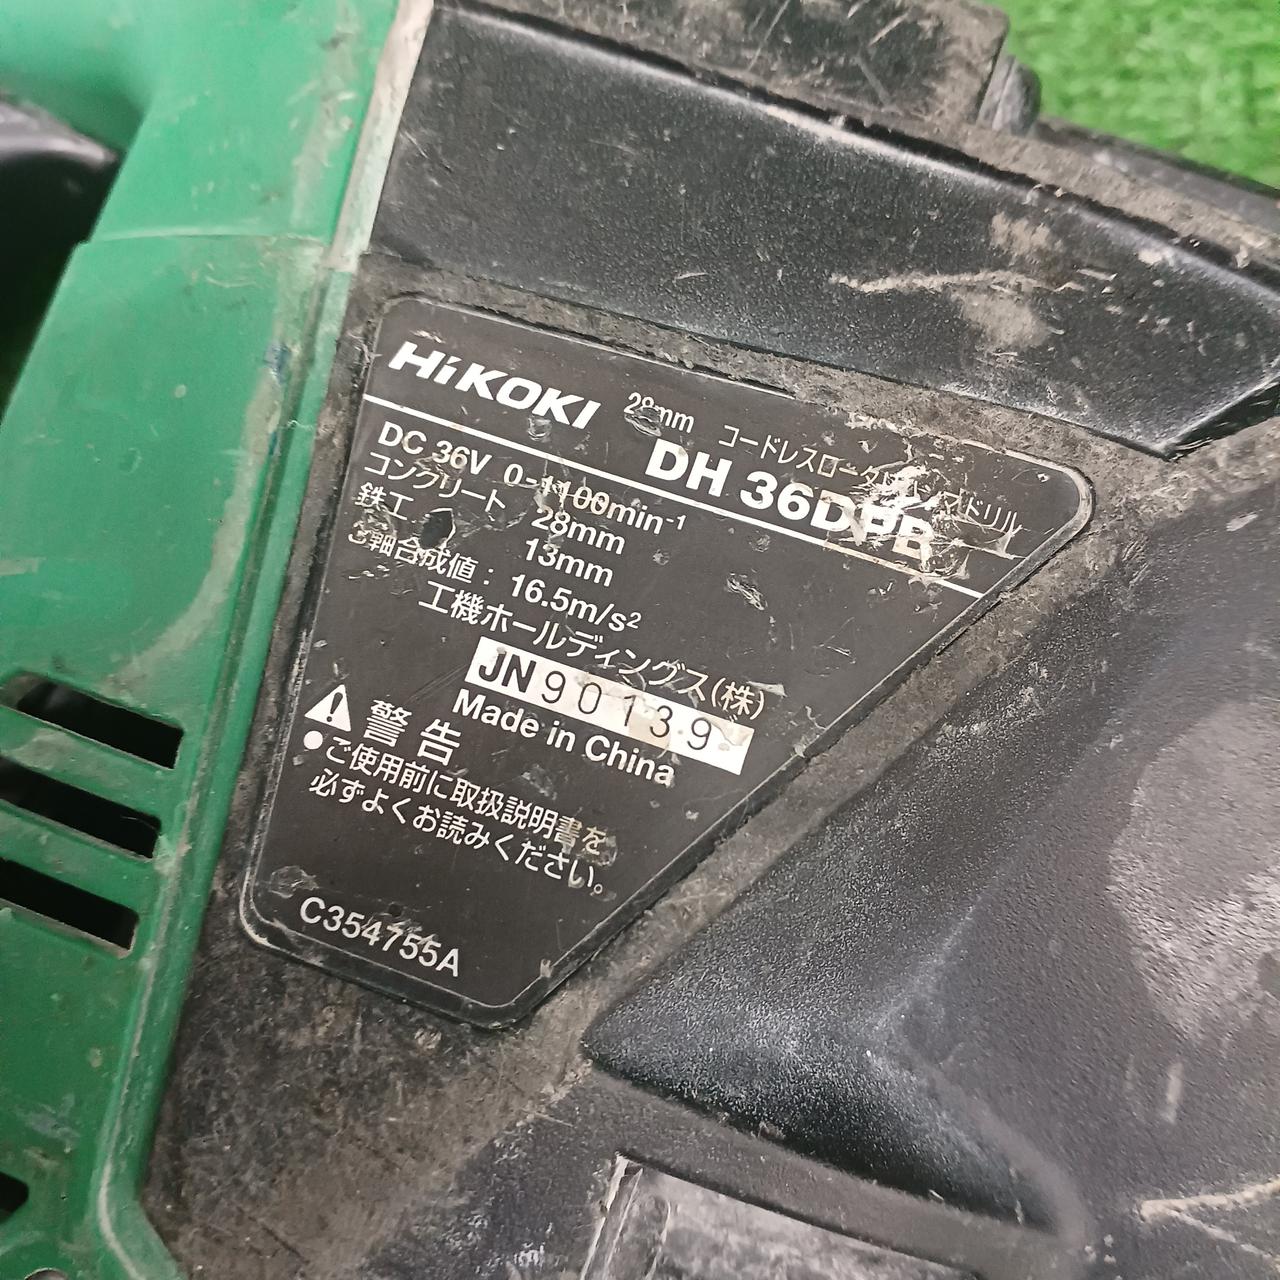 HiKOKI
28mm コードレスロータリハンマドリル
DH 36DPB
DC 36V 0-1100min⁻¹
コンクリート 28mm
鉄工 13mm
3軸合成値: 16.5m/s²
工機ホールディングス(株)
JN 90139
Made in China
警告
●ご使用前に取扱説明書を
必ずよくお読みください。
C354755A